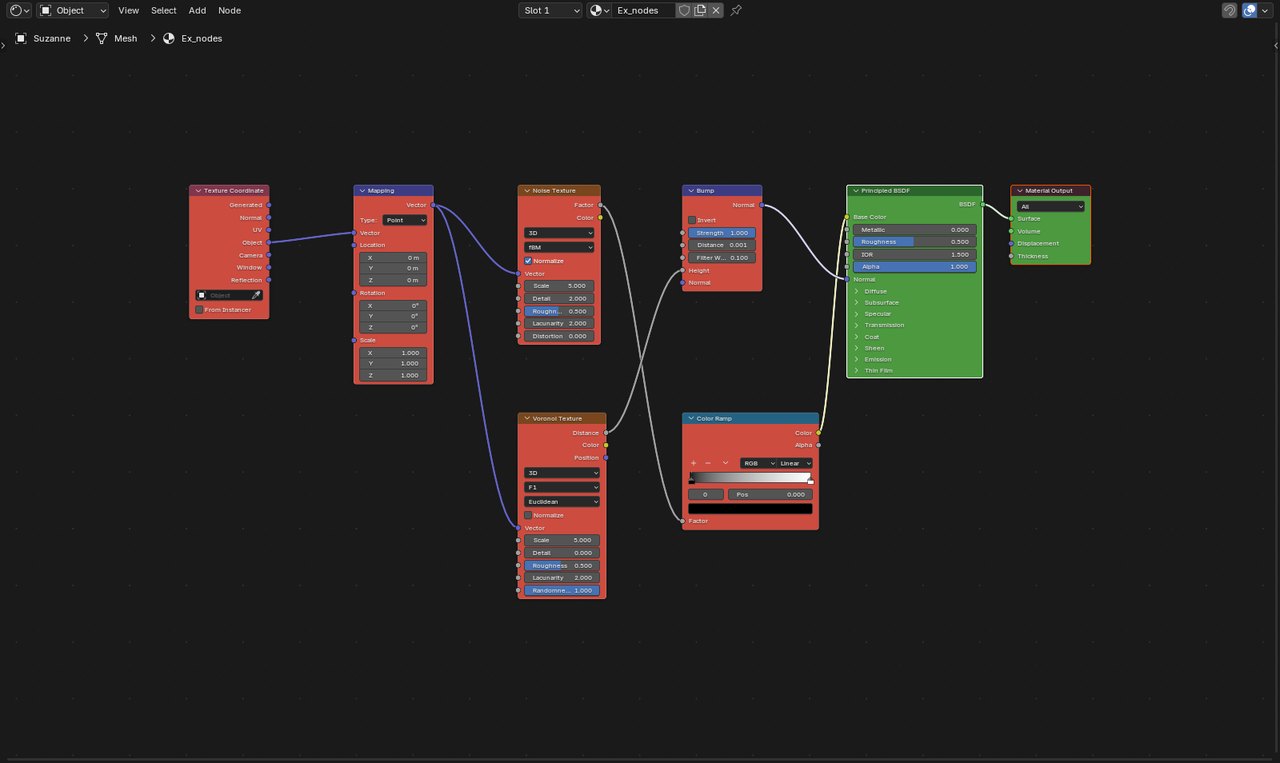 Object View Select Add Node Slot 1 Ex_nodes
Suzanne Mesh Ex_nodes
Texture Coordinate
Generated
Normal
UV
Object
Camera
Window
Reflection
Object
From Instancer
Mapping
Vector
Type: Point
Vector
Location
X 0 m
Y 0 m
Z 0 m
Rotation
X 0°
Y 0°
Z 0°
Scale
X 1.000
Y 1.000
Z 1.000
Noise Texture
Factor
Color
3D
fBM
Normalize
Vector
Scale 5.000
Detail 2.000
Roughn... 0.500
Lacunarity 2.000
Distortion 0.000
Voronoi Texture
Distance
Color
Position
3D
F1
Euclidean
Normalize
Vector
Scale 5.000
Detail 0.000
Roughness 0.500
Lacunarity 2.000
Randomne... 1.000
Bump
Normal
Invert
Strength 1.000
Distance 0.001
Filter W... 0.100
Height
Normal
Color Ramp
Color
Alpha
RGB Linear
0 Pos 0.000
Factor
Principled BSDF
BSDF
Base Color
Metallic 0.000
Roughness 0.500
IOR 1.500
Alpha 1.000
Normal
Diffuse
Subsurface
Specular
Transmission
Coat
Sheen
Emission
Thin Film
Material Output
All
Surface
Volume
Displacement
Thickness